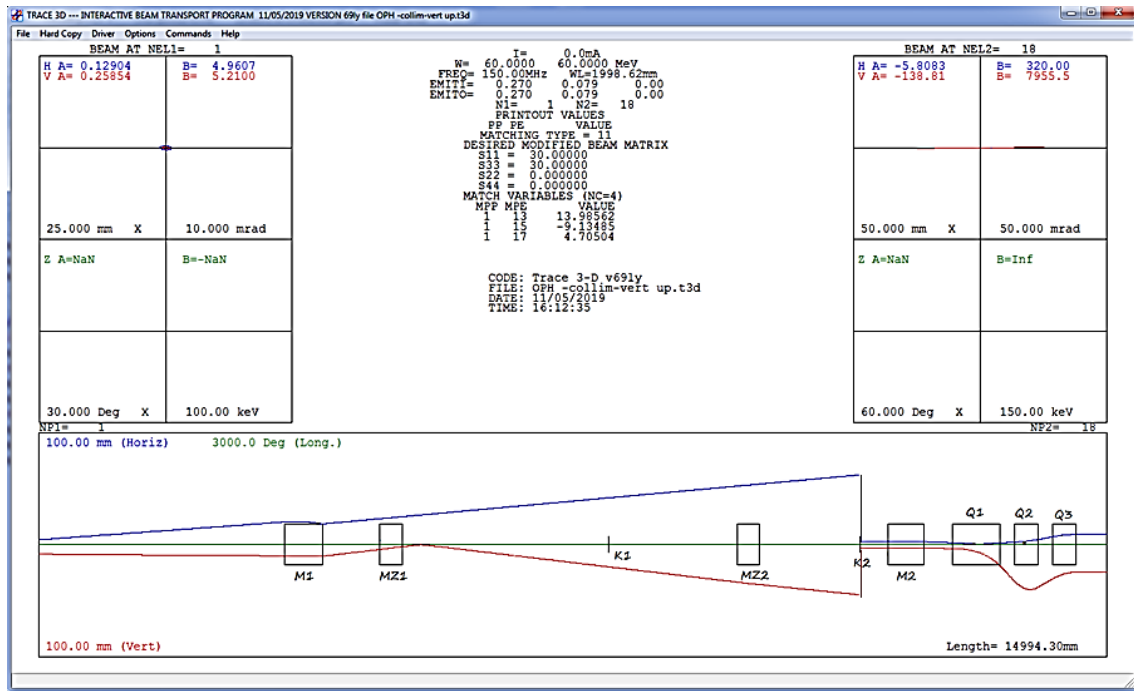 TRACE 3D --- INTERACTIVE BEAM TRANSPORT PROGRAM 11/05/2019 VERSION 69ly file OPH -collim-vert up.t3d
File Hard Copy Driver Options Commands Help
BEAM AT NEL1= 1
H A= 0.12904 B= 4.9607
V A= 0.25854 B= 5.2100
25.000 mm X 10.000 mrad
Z A=NaN B=-NaN
30.000 Deg X 100.00 keV
NP1= 1
I= 0.0mA
W= 60.0000 60.0000 MeV
FREQ= 150.00MHz WL=1998.62mm
EMITI= 0.270 0.079 0.00
EMITO= 0.270 0.079 0.00
N1= 1 N2= 18
PRINTOUT VALUES
PP PE VALUE
MATCHING TYPE = 11
DESIRED MODIFIED BEAM MATRIX
S11 = 30.00000
S33 = 30.00000
S22 = 0.000000
S44 = 0.000000
MATCH VARIABLES (NC=4)
MPP MPE VALUE
1 13 13.98562
1 15 -9.13485
1 17 4.70504
CODE: Trace 3-D v69ly
FILE: OPH -collim-vert up.t3d
DATE: 11/05/2019
TIME: 16:12:35
BEAM AT NEL2= 18
H A= -5.8083 B= 320.00
V A= -138.81 B= 7955.5
50.000 mm X 50.000 mrad
Z A=NaN B=Inf
60.000 Deg X 150.00 keV
NP2= 18
100.00 mm (Horiz) 3000.0 Deg (Long.)
M1
MZ1
K1
MZ2
K2
M2
Q1
Q2
Q3
100.00 mm (Vert)
Length= 14994.30mm